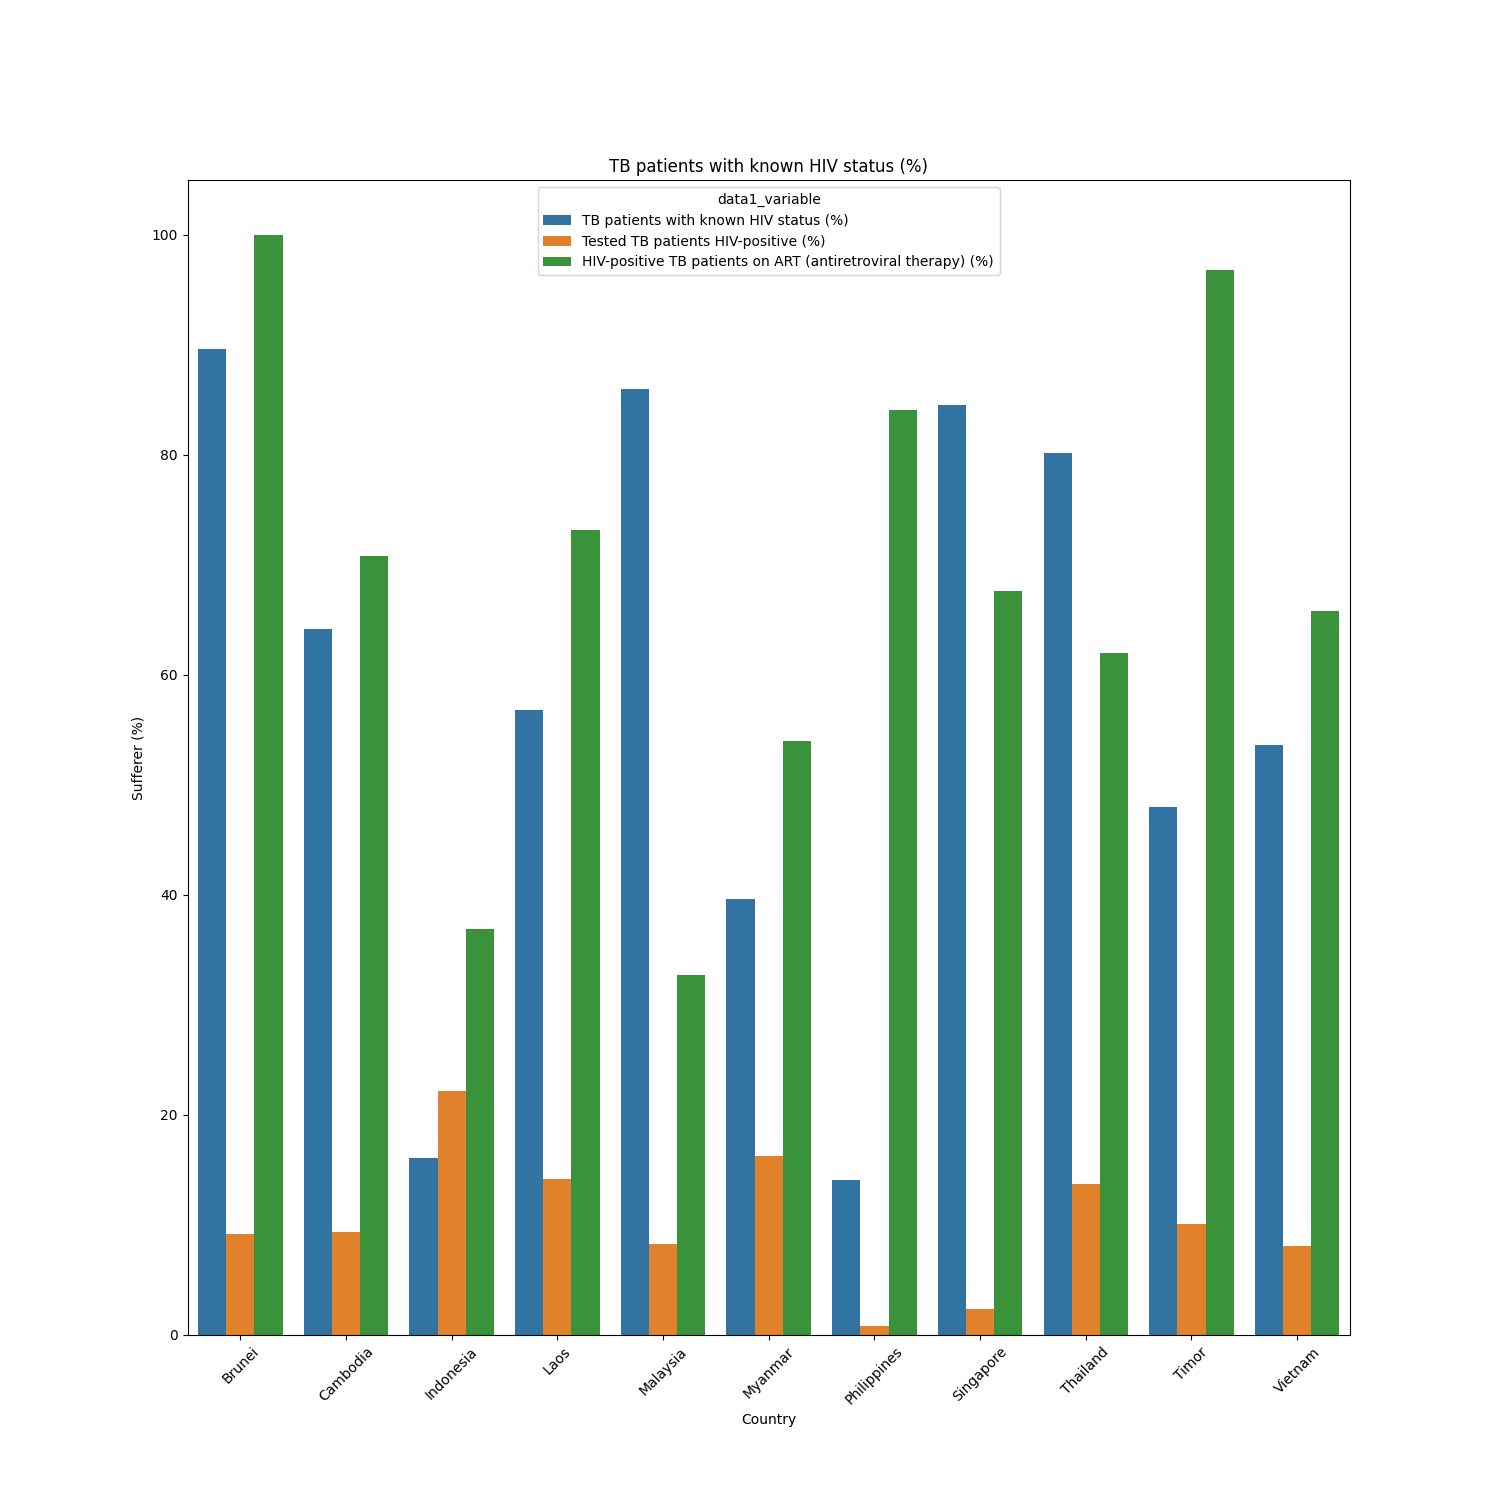 TB patients with known HIV status (%)
data1_variable
TB patients with known HIV status (%)
Tested TB patients HIV-positive (%)
HIV-positive TB patients on ART (antiretroviral therapy) (%)
100
80
60
40
20
0
Sufferer (%)
Brunei
Cambodia
Indonesia
Laos
Malaysia
Myanmar
Philippines
Singapore
Thailand
Timor
Vietnam
Country